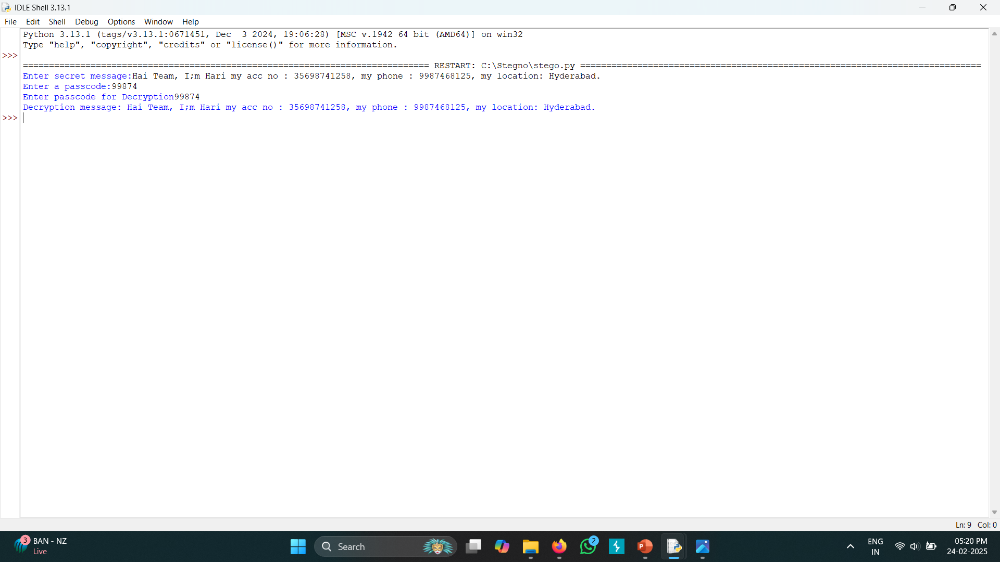 IDLE Shell 3.13.1
File Edit Shell Debug Options Window Help
Python 3.13.1 (tags/v3.13.1:0671451, Dec  3 2024, 19:06:28) [MSC v.1942 64 bit (AMD64)] on win32
Type "help", "copyright", "credits" or "license()" for more information.
>>>
============================================================================== RESTART: C:\Stegno\stego.py =============================================================================
Enter secret message:Hai Team, I;m Hari my acc no : 35698741258, my phone : 9987468125, my location: Hyderabad.
Enter a passcode:99874
Enter passcode for Decryption99874
Decryption message: Hai Team, I;m Hari my acc no : 35698741258, my phone : 9987468125, my location: Hyderabad.
>>>
Ln: 9 Col: 0
3 BAN - NZ
Live
Search
2
P
ENG
IN
05:20 PM
24-02-2025